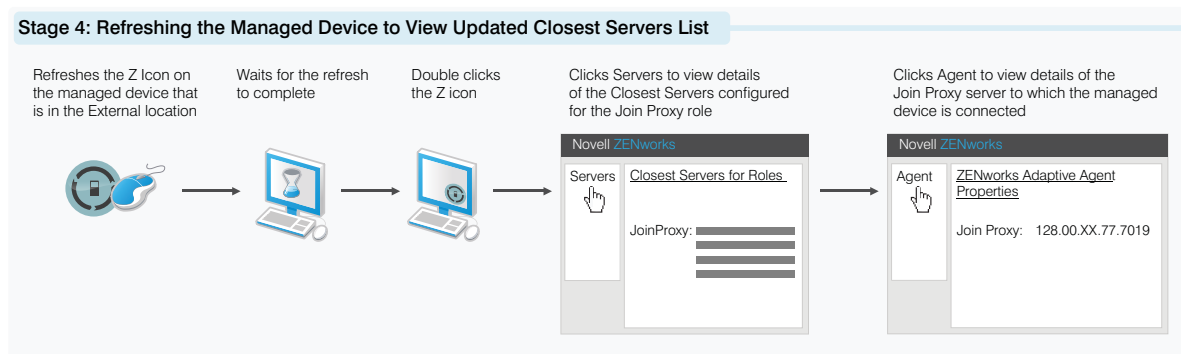 Stage 4: Refreshing the Managed Device to View Updated Closest Servers List
Refreshes the Z Icon on
the managed device that
is in the External location
Waits for the refresh
to complete
Double clicks
the Z icon
Clicks Servers to view details
of the Closest Servers configured
for the Join Proxy role
Novell ZENworks
Servers
Closest Servers for Roles
JoinProxy:
Clicks Agent to view details of the
Join Proxy server to which the managed
device is connected
Novell ZENworks
Agent
ZENworks Adaptive Agent
Properties
Join Proxy: 128.00.XX.77.7019